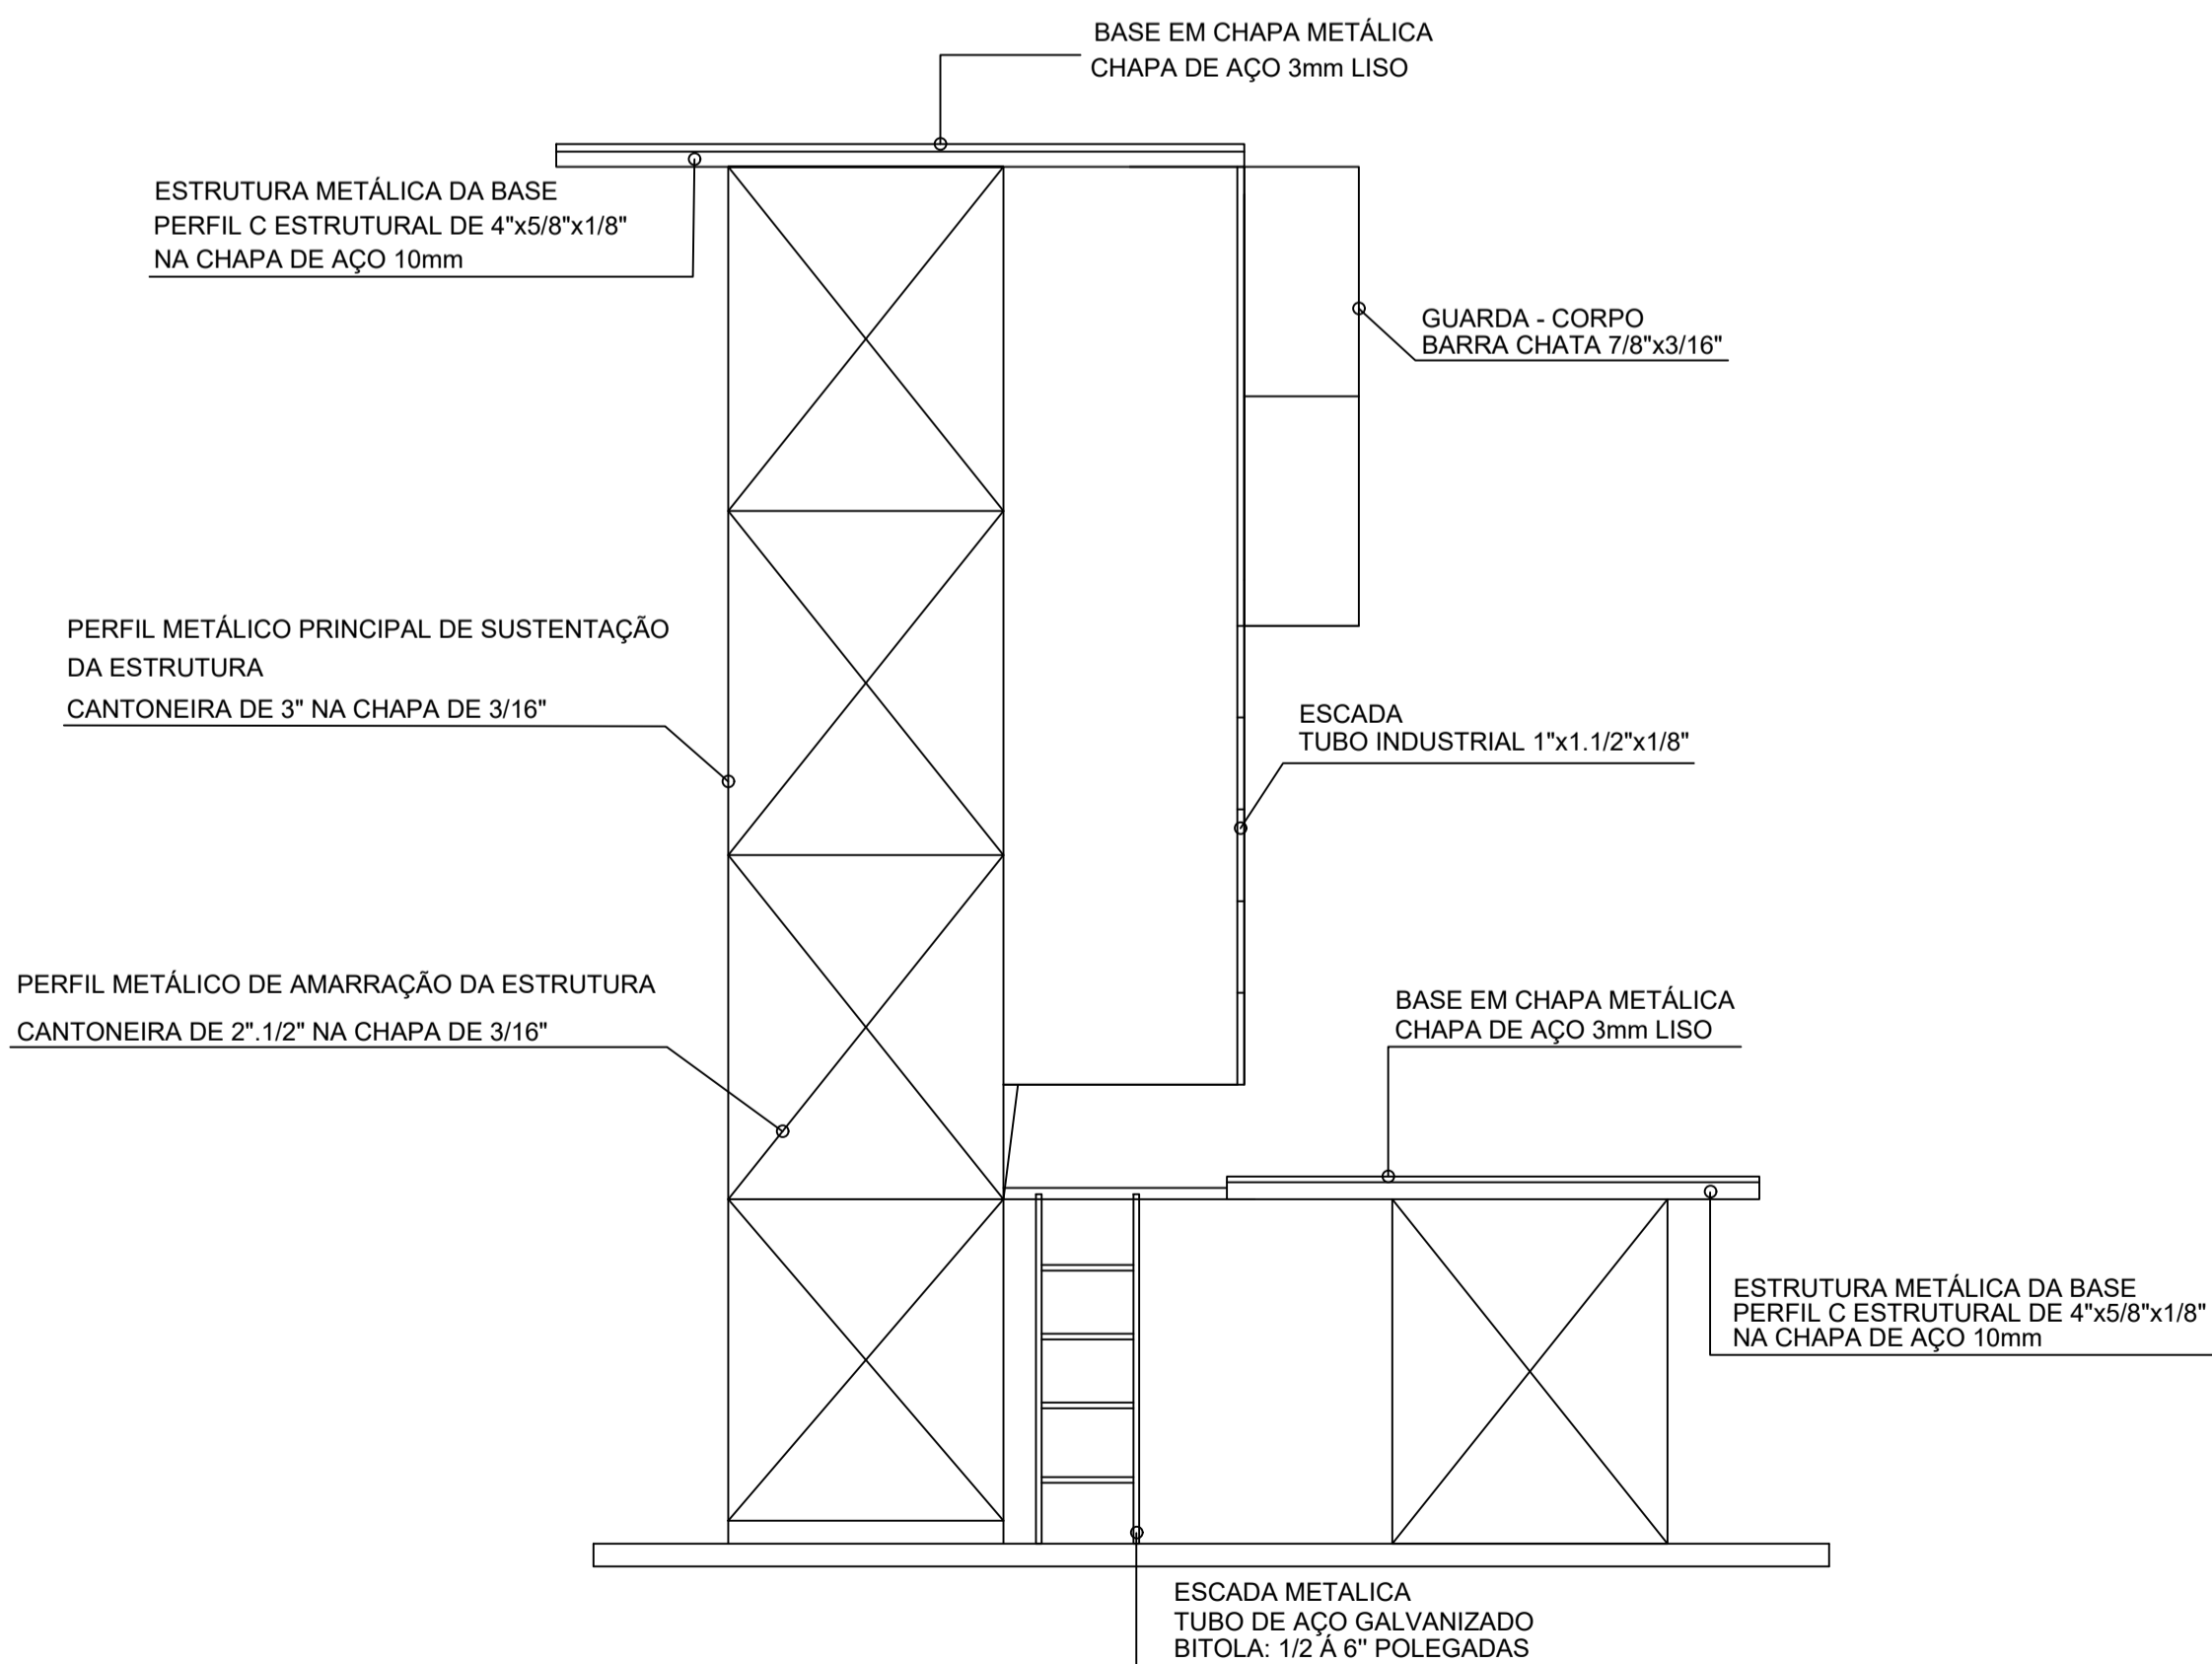 BASE EM CHAPA METÁLICA
CHAPA DE AÇO 3mm LISO
ESTRUTURA METÁLICA DA BASE
PERFIL C ESTRUTURAL DE 4"x5/8"x1/8"
NA CHAPA DE AÇO 10mm
GUARDA - CORPO
BARRA CHATA 7/8"x3/16"
PERFIL METÁLICO PRINCIPAL DE SUSTENTAÇÃO
DA ESTRUTURA
CANTONEIRA DE 3" NA CHAPA DE 3/16"
ESCADA
TUBO INDUSTRIAL 1"x1.1/2"x1/8"
PERFIL METÁLICO DE AMARRAÇÃO DA ESTRUTURA
CANTONEIRA DE 2".1/2" NA CHAPA DE 3/16"
BASE EM CHAPA METÁLICA
CHAPA DE AÇO 3mm LISO
ESTRUTURA METÁLICA DA BASE
PERFIL C ESTRUTURAL DE 4"x5/8"x1/8"
NA CHAPA DE AÇO 10mm
ESCADA METALICA
TUBO DE AÇO GALVANIZADO
BITOLA: 1/2 Á 6'' POLEGADAS